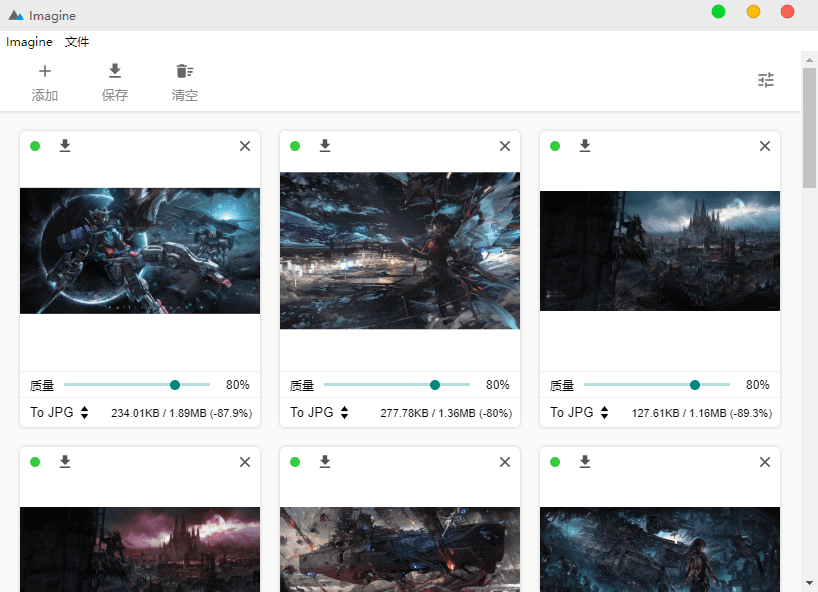 Imagine
Imagine 文件
添加 保存 清空
质量 80% 质量 80% 质量 80%
To JPG 234.01KB / 1.89MB (-87.9%) To JPG 277.78KB / 1.36MB (-80%) To JPG 127.61KB / 1.16MB (-89.3%)